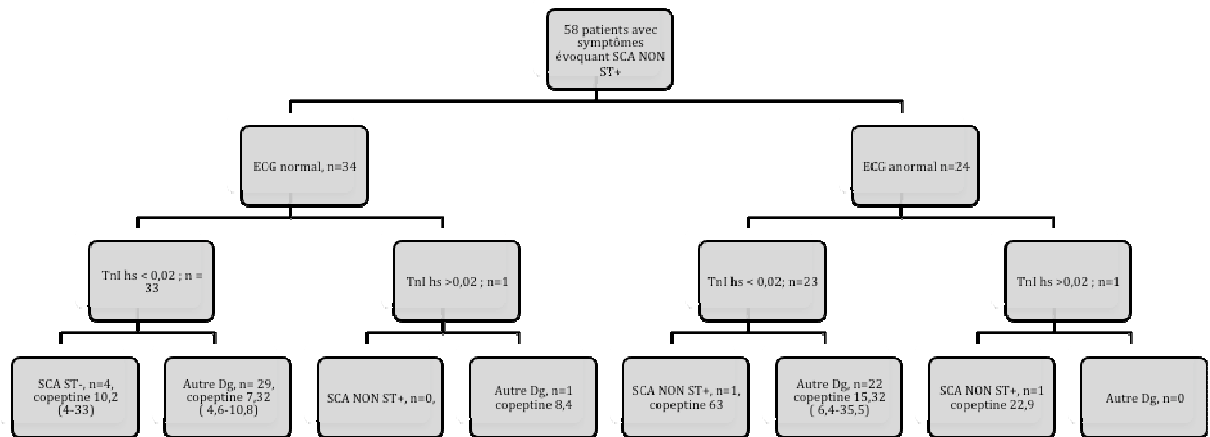 58 patients avec
symptômes
évoquant SCA NON
ST+
ECG normal, n=34
ECG anormal n=24
TnI hs < 0,02 ; n =
33
TnI hs >0,02 ; n=1
TnI hs < 0,02; n=23
TnI hs >0,02 ; n=1
SCA ST-, n=4,
copeptine 10,2
(4-33)
Autre Dg, n= 29,
copeptine 7,32
( 4,6-10,8)
SCA NON ST+, n=0,
Autre Dg, n=1
copeptine 8,4
SCA NON ST+, n=1,
copeptine 63
Autre Dg, n=22
copeptine 15,32
( 6,4-35,5)
SCA NON ST+, n=1
copeptine 22,9
Autre Dg, n=0